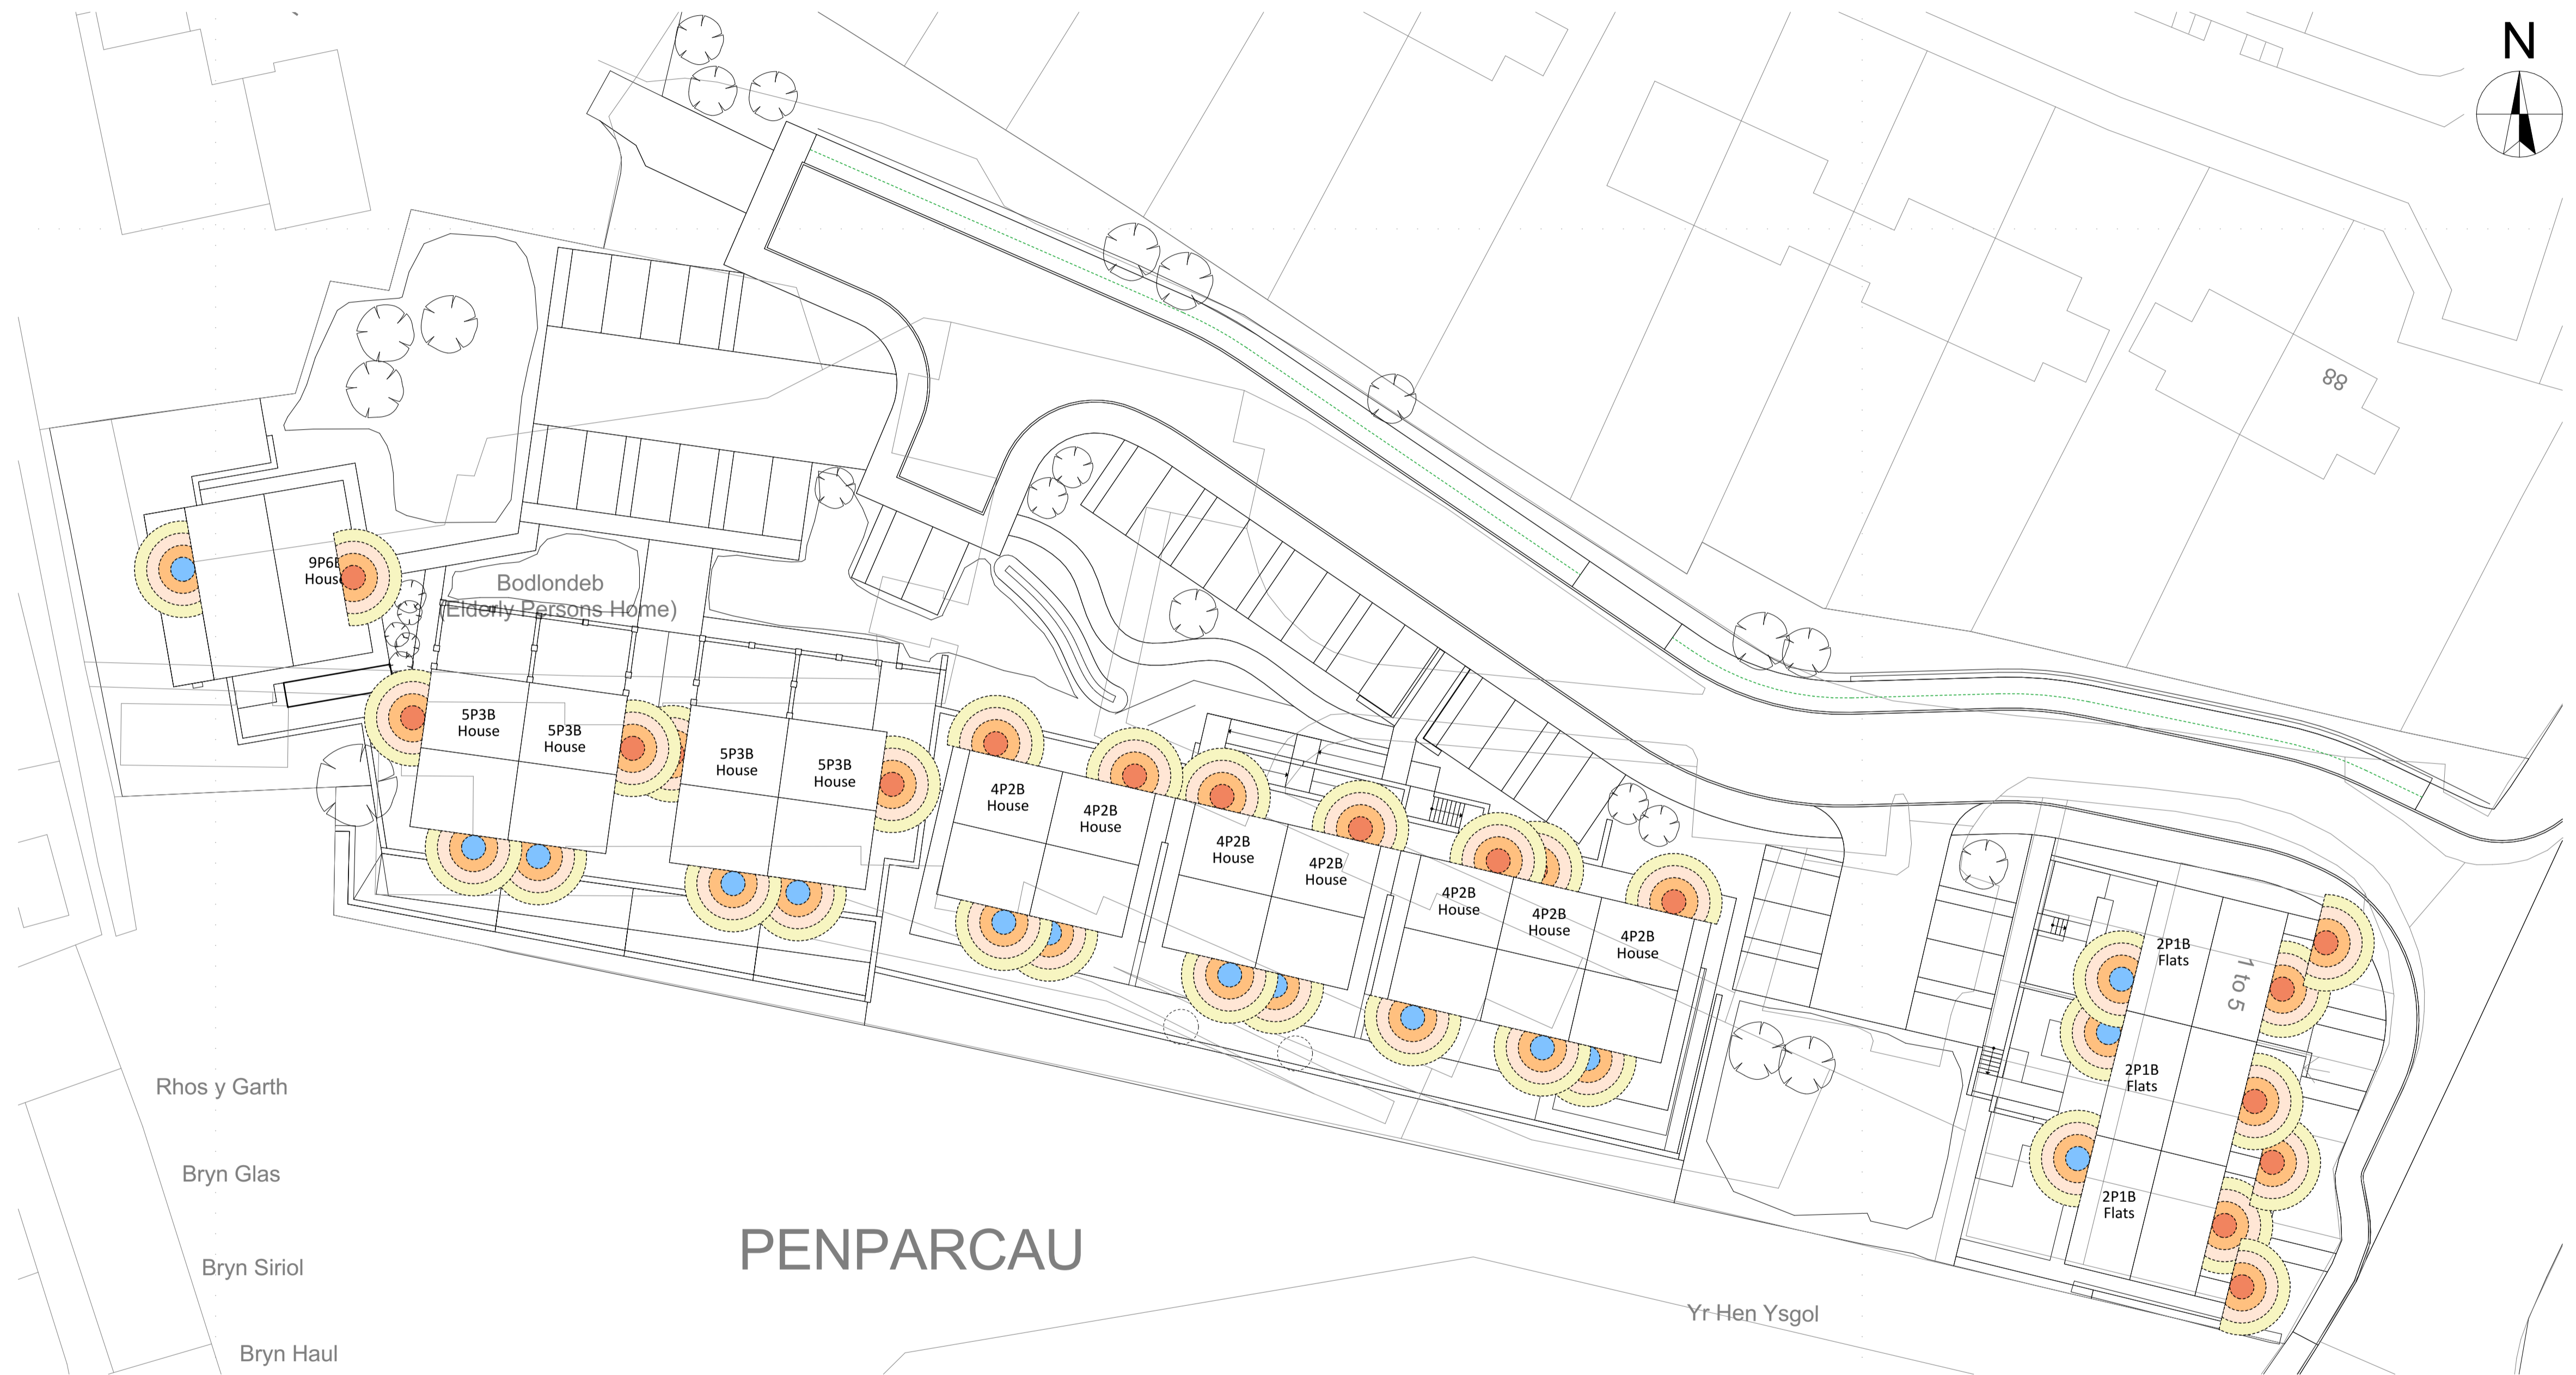 N
88
9P6B
House
Bodlondeb
(Elderly Persons Home)
5P3B
House
5P3B
House
5P3B
House
5P3B
House
4P2B
House
4P2B
House
4P2B
House
4P2B
House
4P2B
House
4P2B
House
4P2B
House
2P1B
Flats
1 to 5
2P1B
Flats
2P1B
Flats
Rhos y Garth
Bryn Glas
Bryn Siriol
Bryn Haul
PENPARCAU
Yr Hen Ysgol